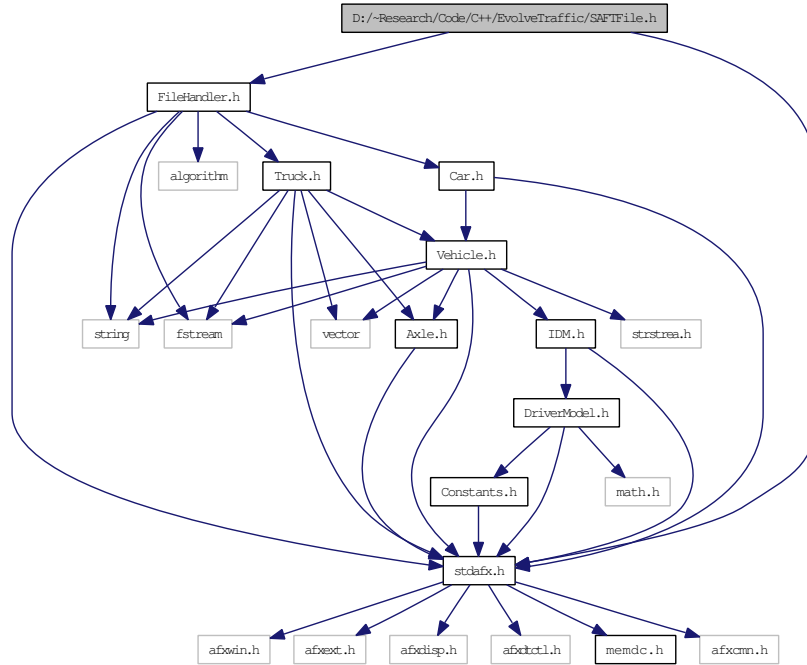 D:/~Research/Code/C++/EvolveTraffic/SAFTFile.h
FileHandler.h
algorithm
Truck.h
Car.h
Vehicle.h
string
fstream
vector
Axle.h
IDM.h
strstrea.h
DriverModel.h
Constants.h
math.h
stdafx.h
afxwin.h
afxext.h
afxdisp.h
afxdtctl.h
memdc.h
afxcmn.h